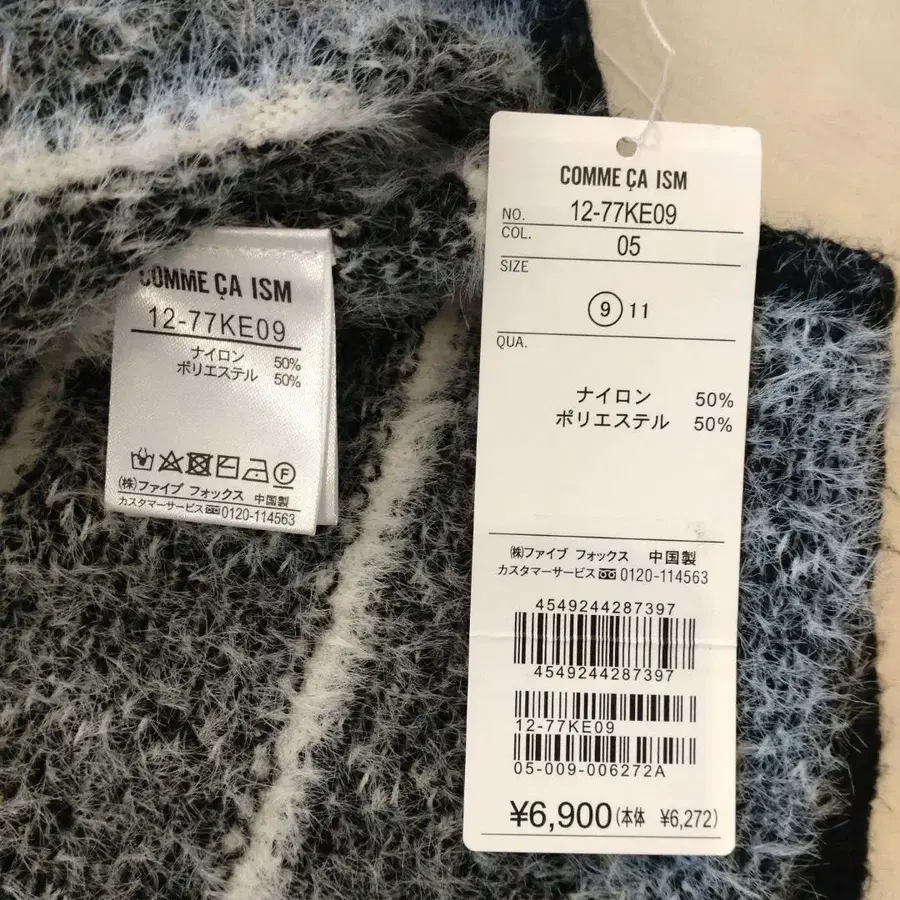 COMME ÇA ISM
12-77KE09
ナイロン 50%
ポリエステル 50%
F
(株)ファイブ フォックス 中国製
カスタマーサービス 0120-114563
COMME ÇA ISM
NO. 12-77KE09
COL. 05
SIZE
9 11
QUA.
ナイロン 50%
ポリエステル 50%
(株)ファイブ フォックス 中国製
カスタマーサービス 0120-114563
4549244287397
4549244287397
12-77KE09
05-009-006272A
¥6,900(本体 ¥6,272)